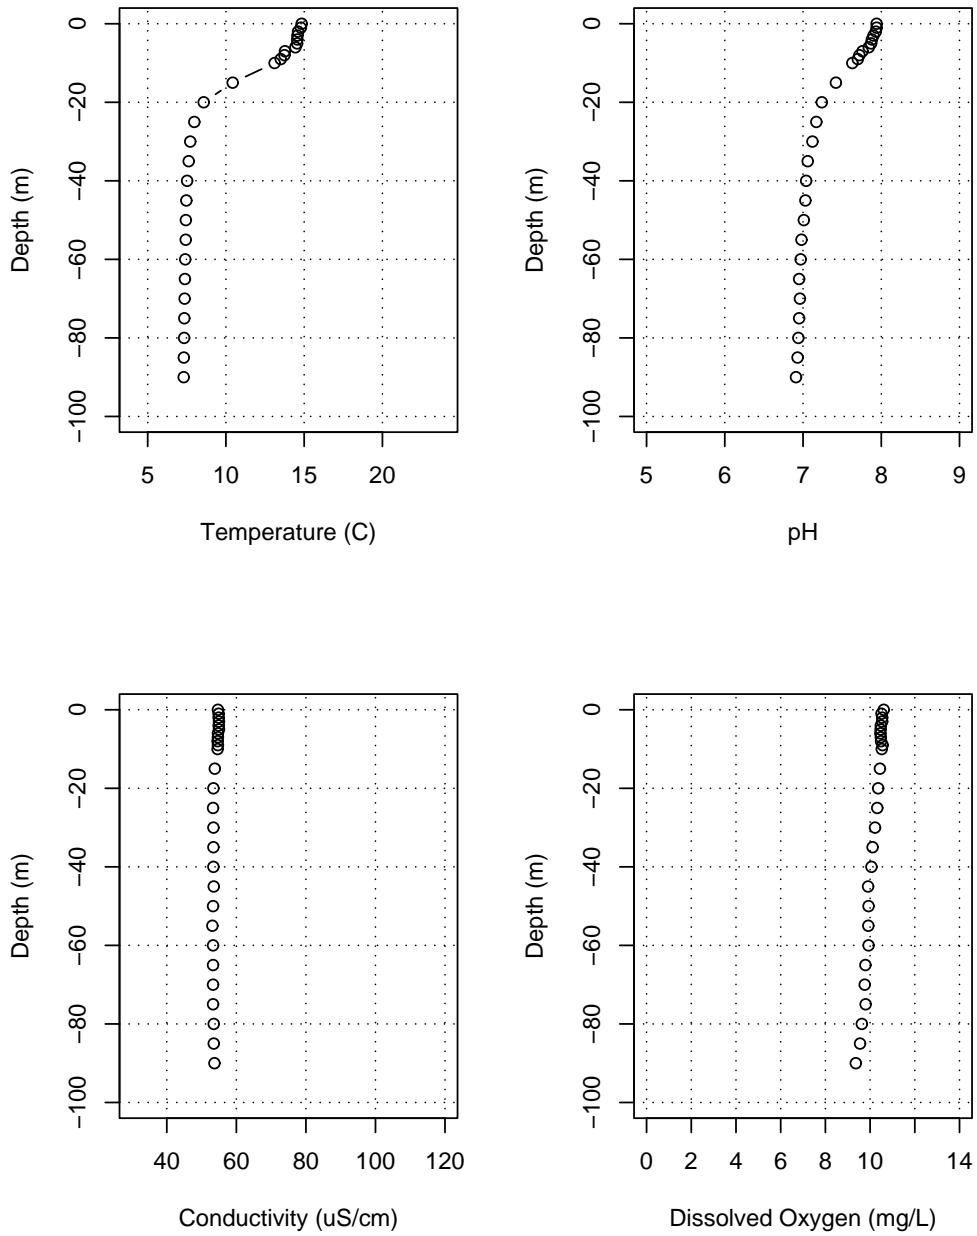 0
−20
−40
−60
−80
−100
Depth (m)
5 10 15 20
Temperature (C)
0
−20
−40
−60
−80
−100
Depth (m)
5 6 7 8 9
pH
0
−20
−40
−60
−80
−100
Depth (m)
40 60 80 100 120
Conductivity (uS/cm)
0
−20
−40
−60
−80
−100
Depth (m)
0 2 4 6 8 10 14
Dissolved Oxygen (mg/L)